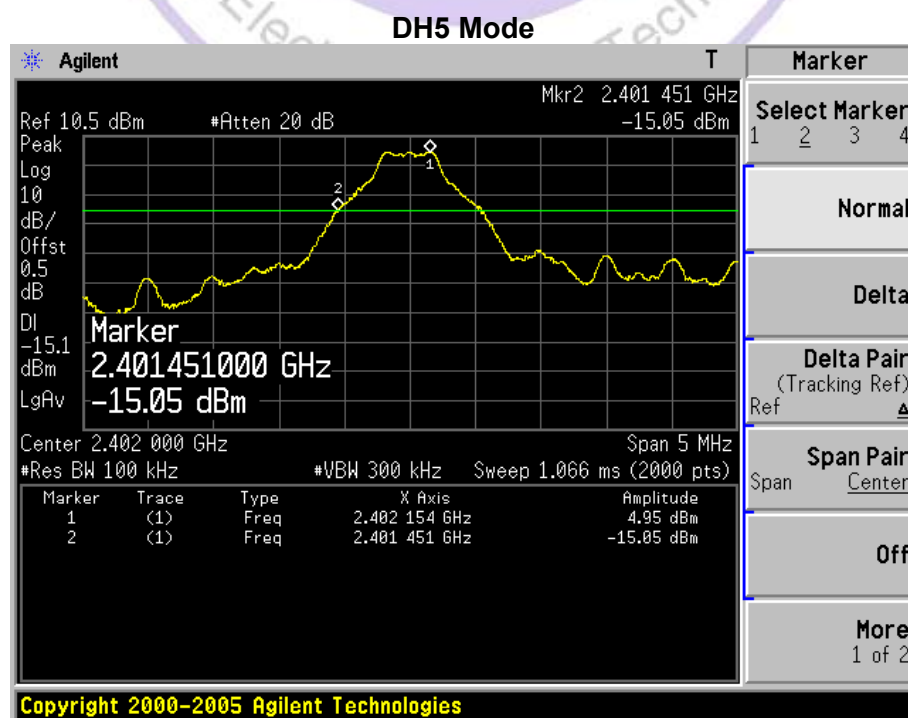 Elec
Tech
DH5 Mode
Agilent
T
Mkr2 2.401 451 GHz
Ref 10.5 dBm #Atten 20 dB -15.05 dBm
Peak
Log
10
dB/
Offst
0.5
dB
DI
-15.1
dBm
LgAv
1
2
Marker
2.401451000 GHz
-15.05 dBm
Center 2.402 000 GHz Span 5 MHz
#Res BW 100 kHz #VBW 300 kHz Sweep 1.066 ms (2000 pts)
Marker Trace Type X Axis Amplitude
1 (1) Freq 2.402 154 GHz 4.95 dBm
2 (1) Freq 2.401 451 GHz -15.05 dBm
Marker
Select Marker
1 2 3 4
Normal
Delta
Delta Pair
(Tracking Ref)
Ref Δ
Span Pair
Span Center
Off
More
1 of 2
Copyright 2000-2005 Agilent Technologies